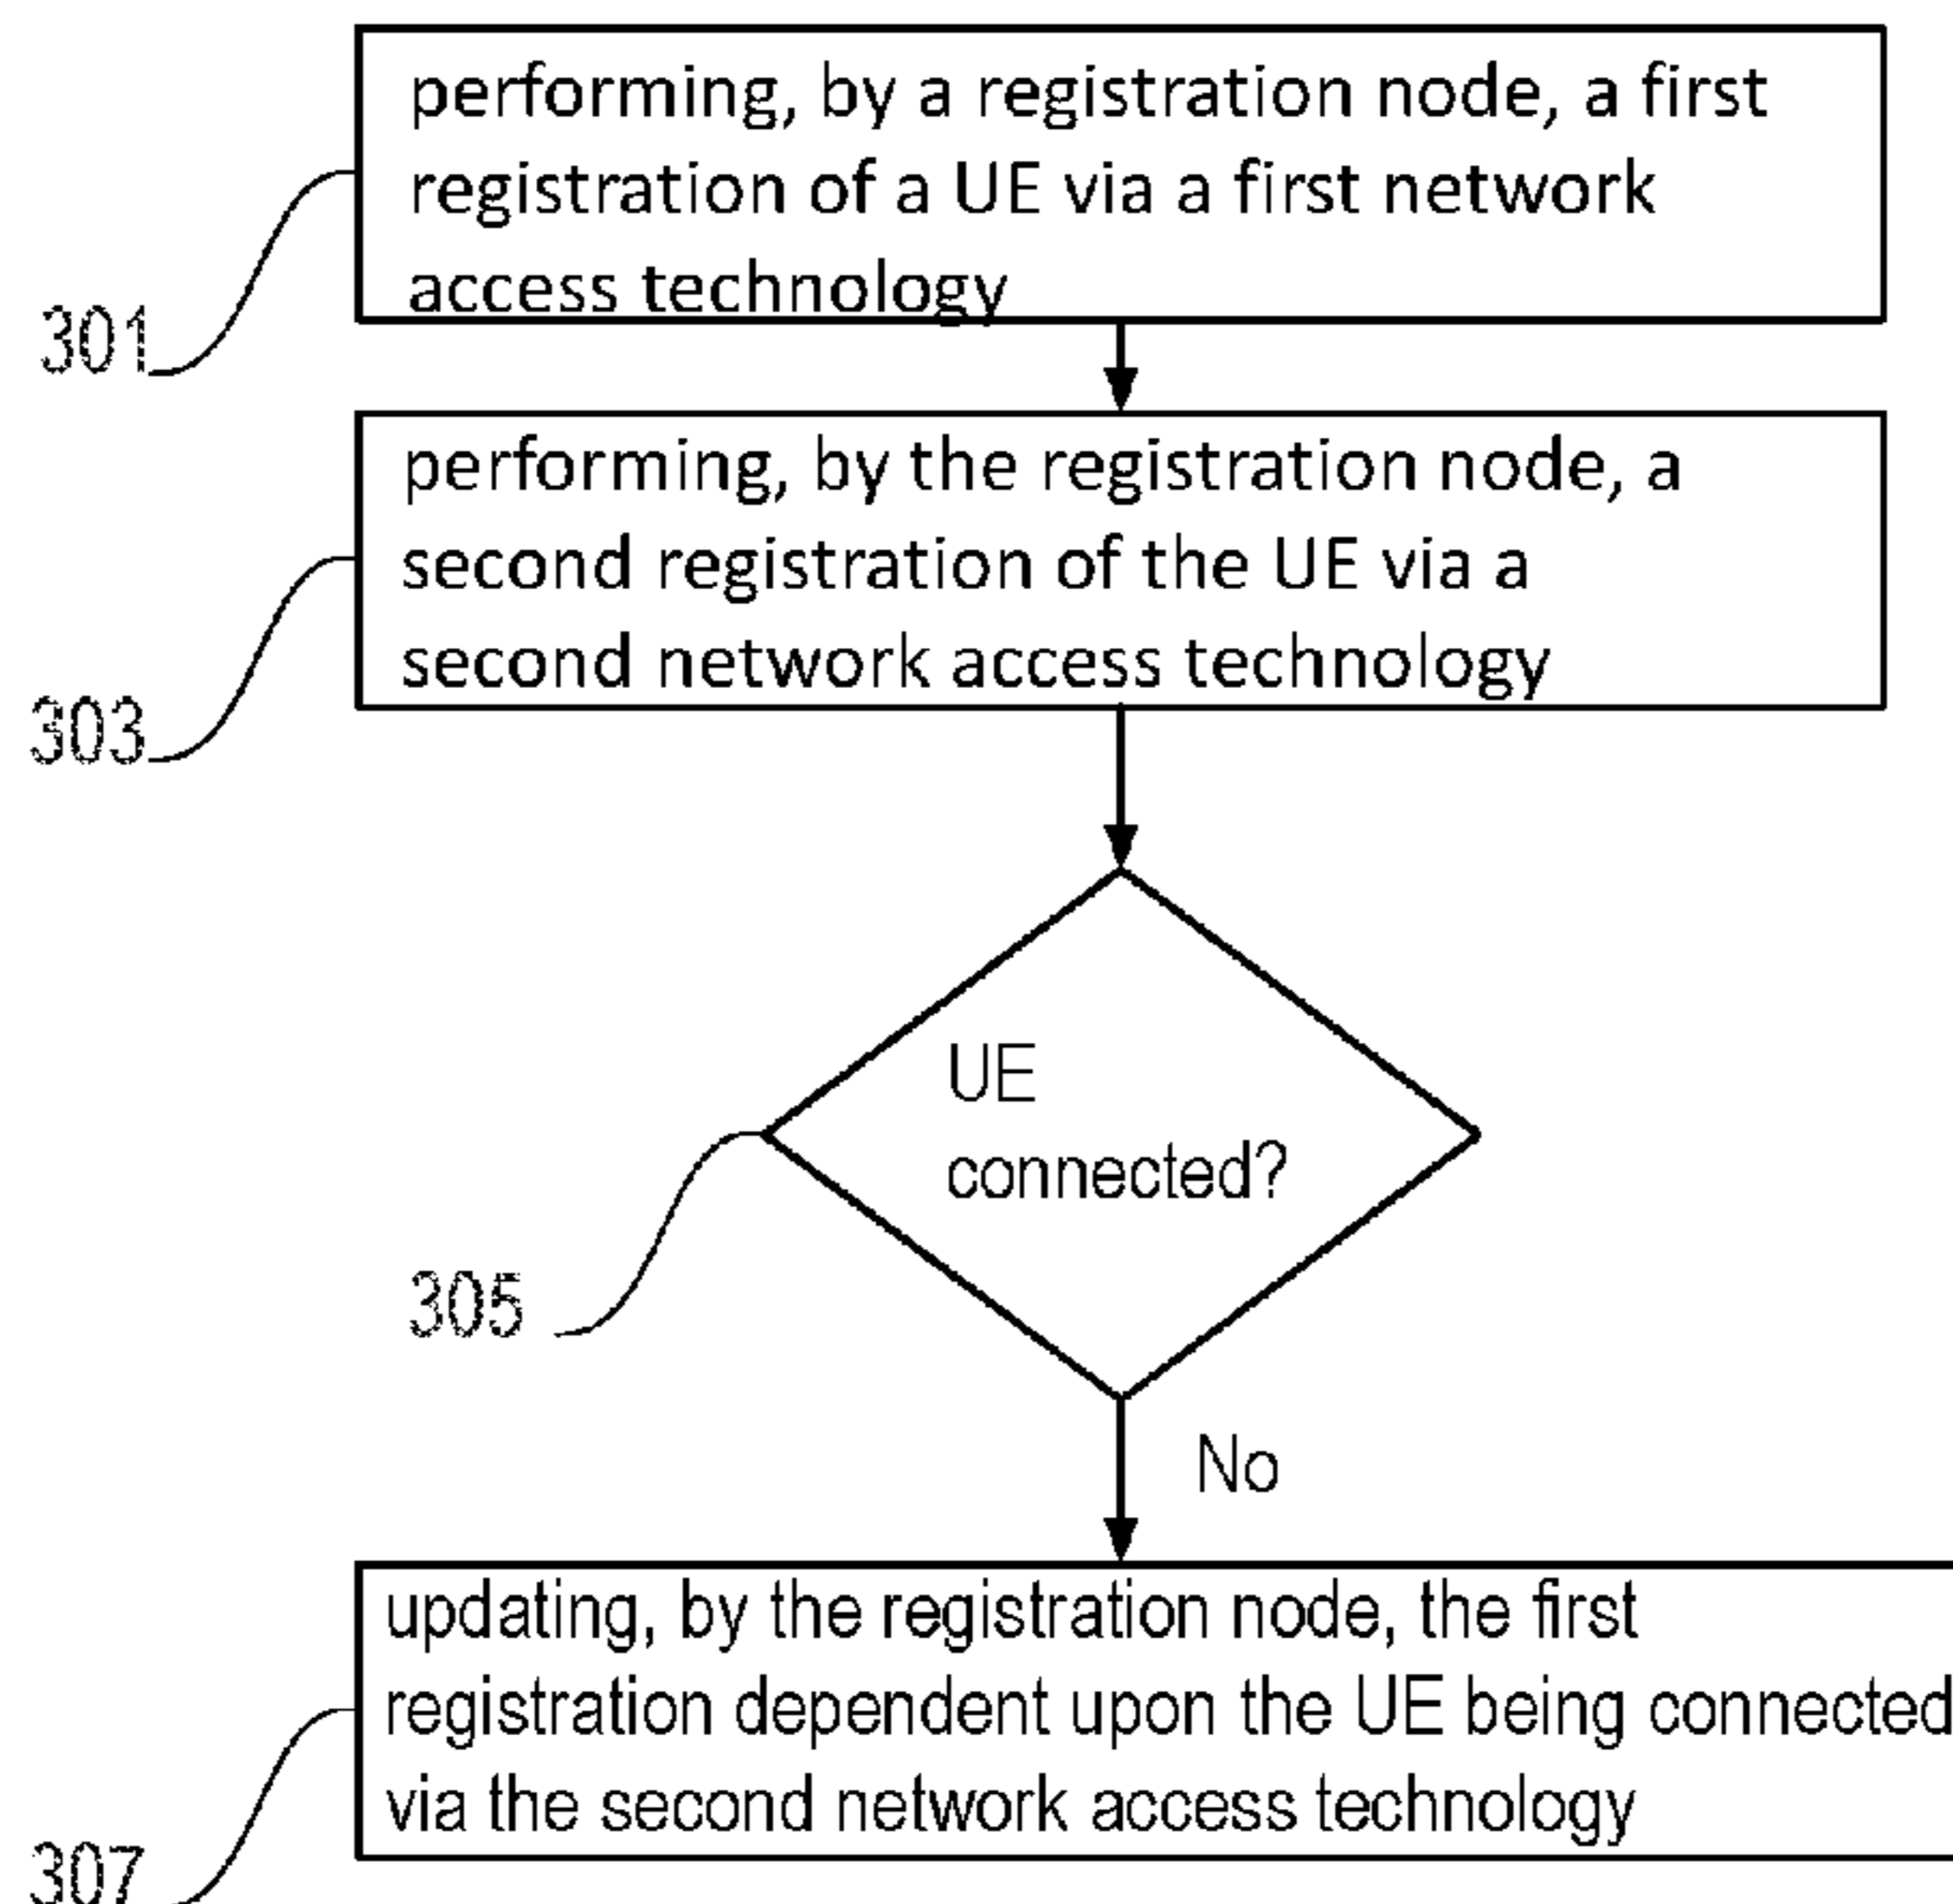 performing, by a registration node, a first
registration of a UE via a first network
access technology
301
performing, by the registration node, a
second registration of the UE via a
second network access technology
303
UE
connected?
305
No
updating, by the registration node, the first
registration dependent upon the UE being connected
via the second network access technology
307